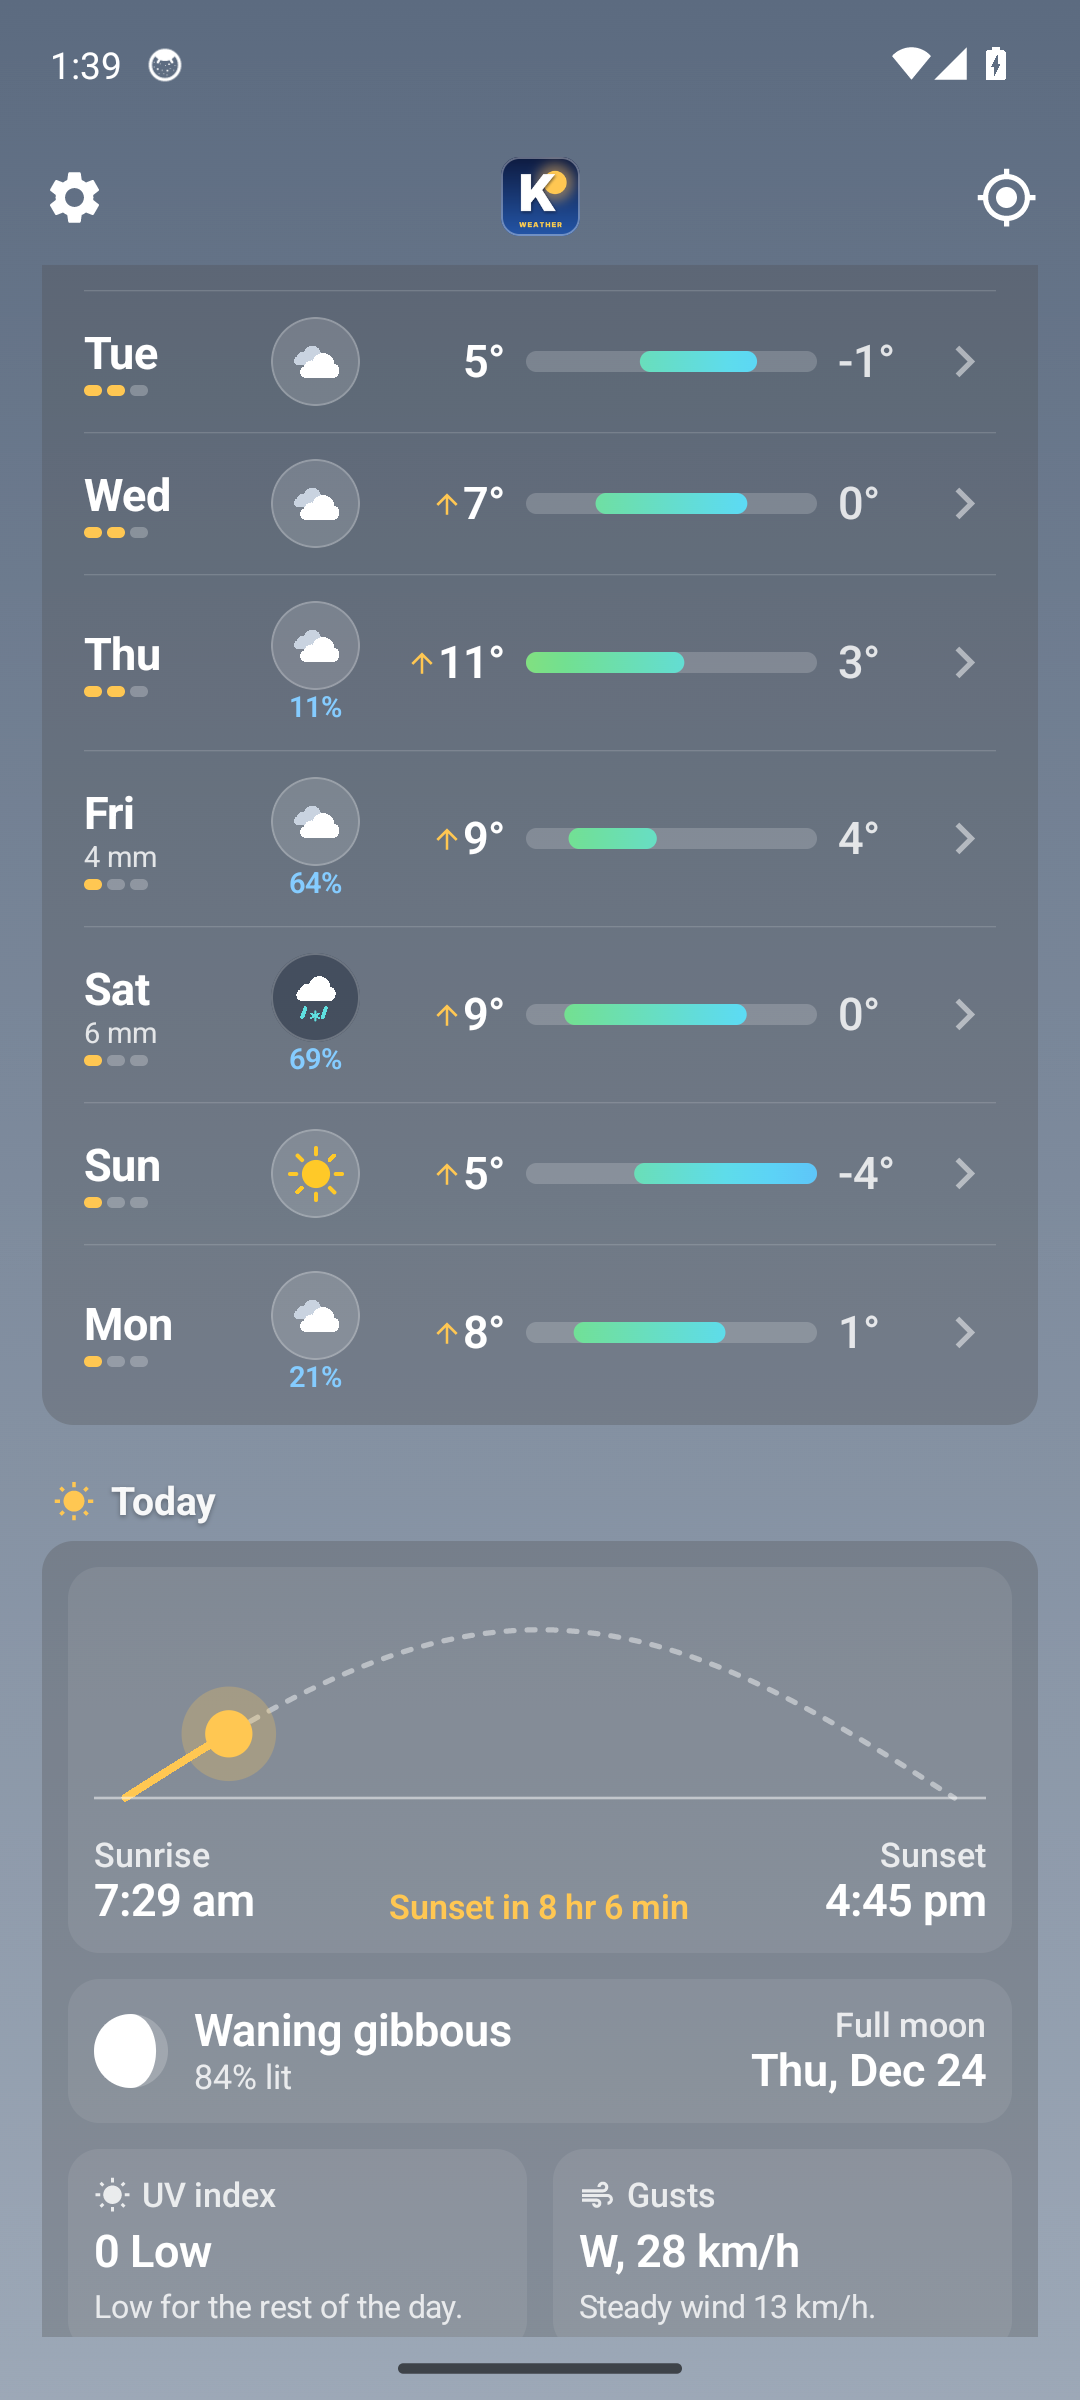 1:39
K
WEATHER
Tue 5° -1°
Wed ↑7° 0°
Thu ↑11° 3°
11%
Fri ↑9° 4°
4 mm
64%
Sat ↑9° 0°
6 mm
69%
Sun ↑5° -4°
Mon ↑8° 1°
21%
Today
Sunrise Sunset
7:29 am Sunset in 8 hr 6 min 4:45 pm
Waning gibbous
84% lit
Full moon
Thu, Dec 24
UV index
0 Low
Low for the rest of the day.
Gusts
W, 28 km/h
Steady wind 13 km/h.